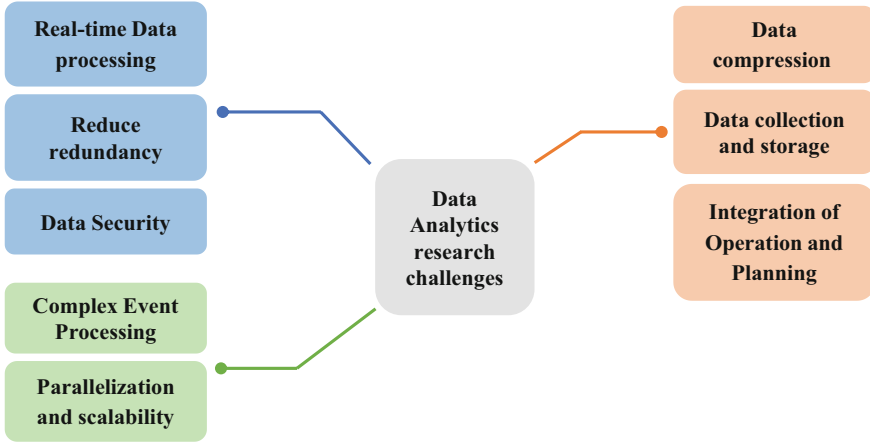 Real-time Data
processing
Reduce
redundancy
Data Security
Complex Event
Processing
Parallelization
and scalability
Data
Analytics
research
challenges
Data
compression
Data collection
and storage
Integration of
Operation and
Planning